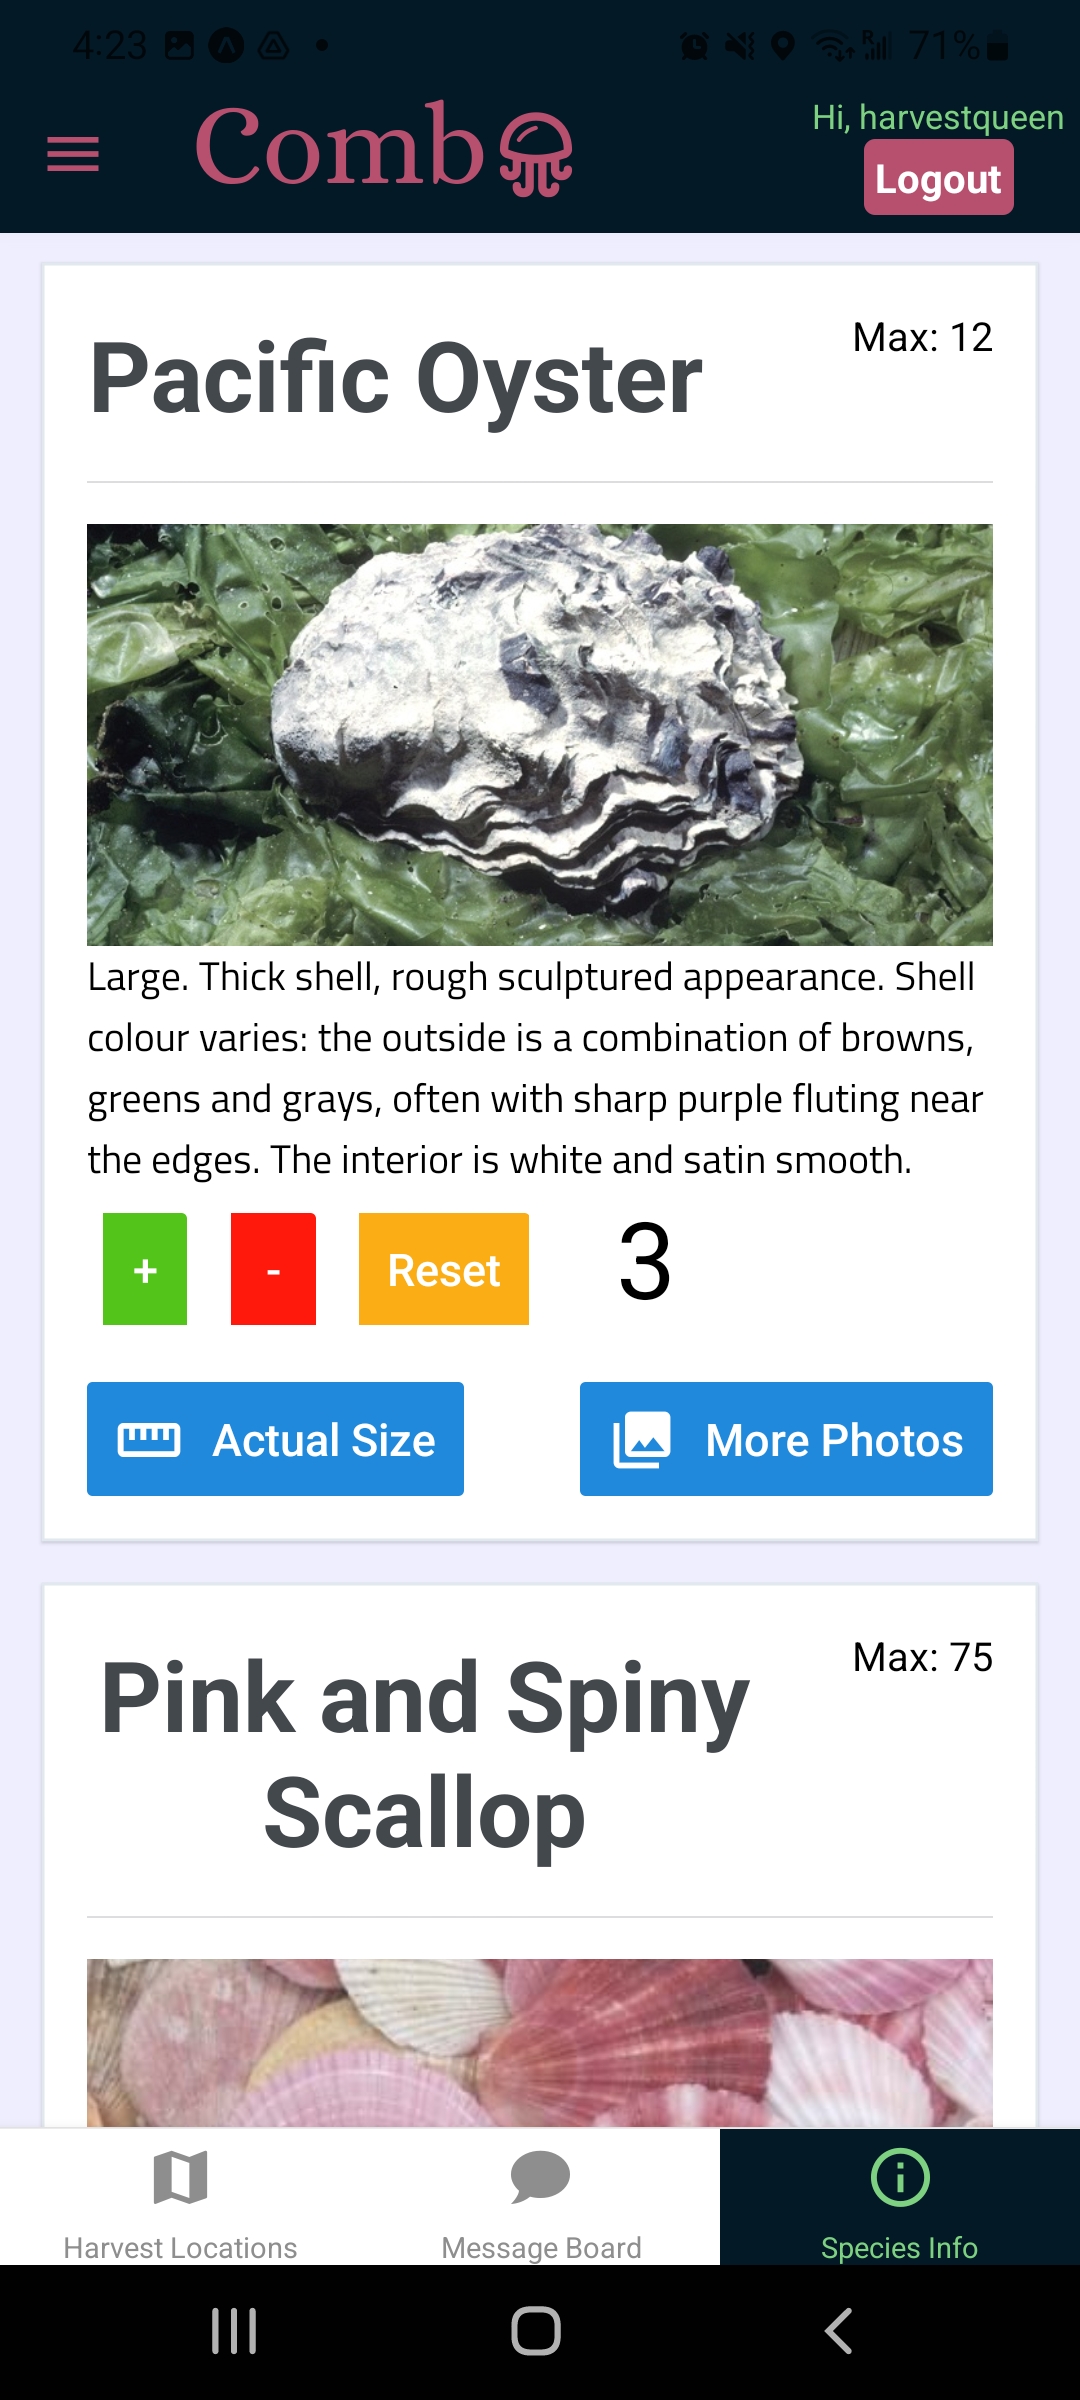 4:23
71%
Comb
Hi, harvestqueen
Logout
Pacific Oyster
Max: 12
Large. Thick shell, rough sculptured appearance. Shell
colour varies: the outside is a combination of browns,
greens and grays, often with sharp purple fluting near
the edges. The interior is white and satin smooth.
+
-
Reset
3
Actual Size
More Photos
Pink and Spiny
Scallop
Max: 75
Harvest Locations
Message Board
Species Info